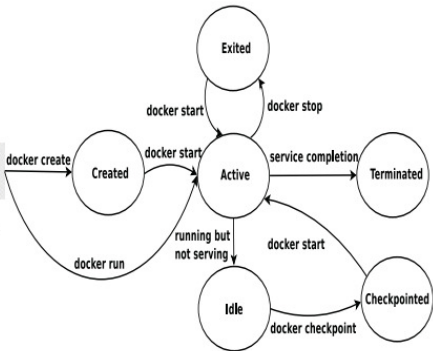 Exited
docker start
docker stop
docker create
docker start
service completion
Created
Active
Terminated
running but
not serving
docker start
docker run
Idle
Checkpointed
docker checkpoint